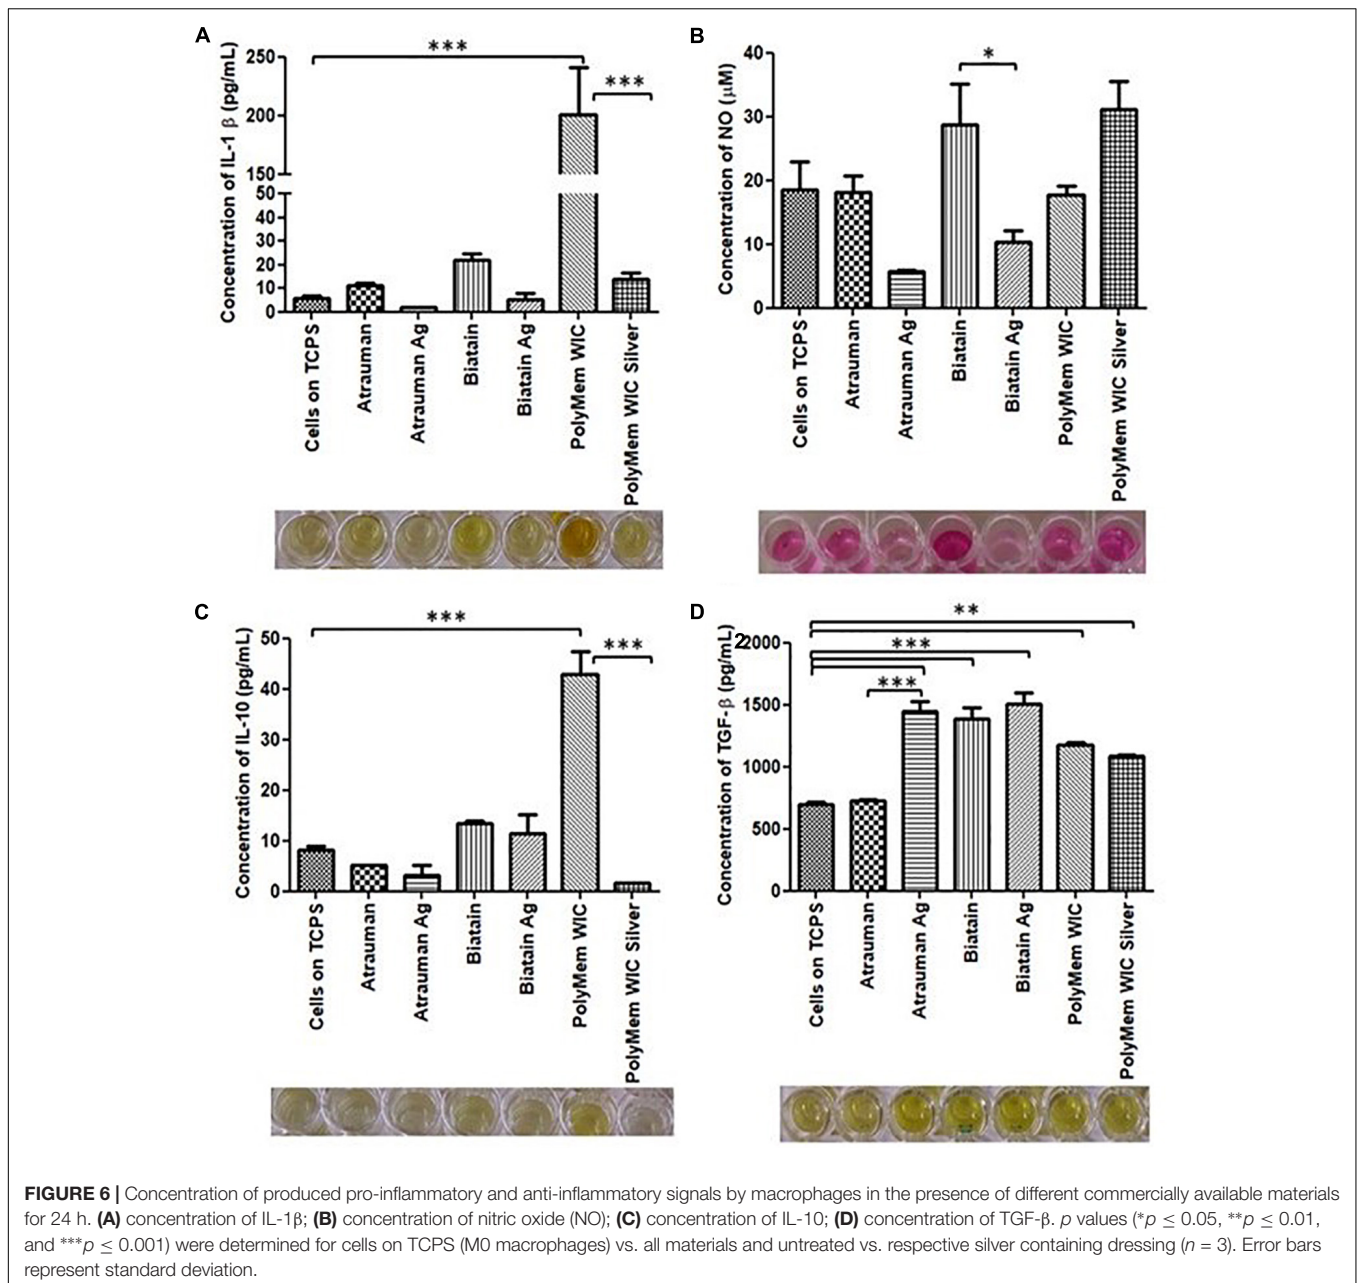 A
***
***
Concentration of IL-1 β (pg/mL)
250
200
150
50
40
30
20
10
0
Cells on TCPS
Atrauman
Atrauman Ag
Biatain
Biatain Ag
PolyMem WIC
PolyMem WIC Silver
B
*
Concentration of NO (μM)
40
30
20
10
0
Cells on TCPS
Atrauman
Atrauman Ag
Biatain
Biatain Ag
PolyMem WIC
PolyMem WIC Silver
C
***
***
Concentration of IL-10 (pg/mL)
50
40
30
20
10
0
Cells on TCPS
Atrauman
Atrauman Ag
Biatain
Biatain Ag
PolyMem WIC
PolyMem WIC Silver
D
**
***
***
Concentration of TGF-β (pg/mL)
22000
1500
1000
500
0
Cells on TCPS
Atrauman
Atrauman Ag
Biatain
Biatain Ag
PolyMem WIC
PolyMem WIC Silver
FIGURE 6 | Concentration of produced pro-inflammatory and anti-inflammatory signals by macrophages in the presence of different commercially available materials
for 24 h. (A) concentration of IL-1β; (B) concentration of nitric oxide (NO); (C) concentration of IL-10; (D) concentration of TGF-β. p values (*p ≤ 0.05, **p ≤ 0.01,
and ***p ≤ 0.001) were determined for cells on TCPS (M0 macrophages) vs. all materials and untreated vs. respective silver containing dressing (n = 3). Error bars
represent standard deviation.